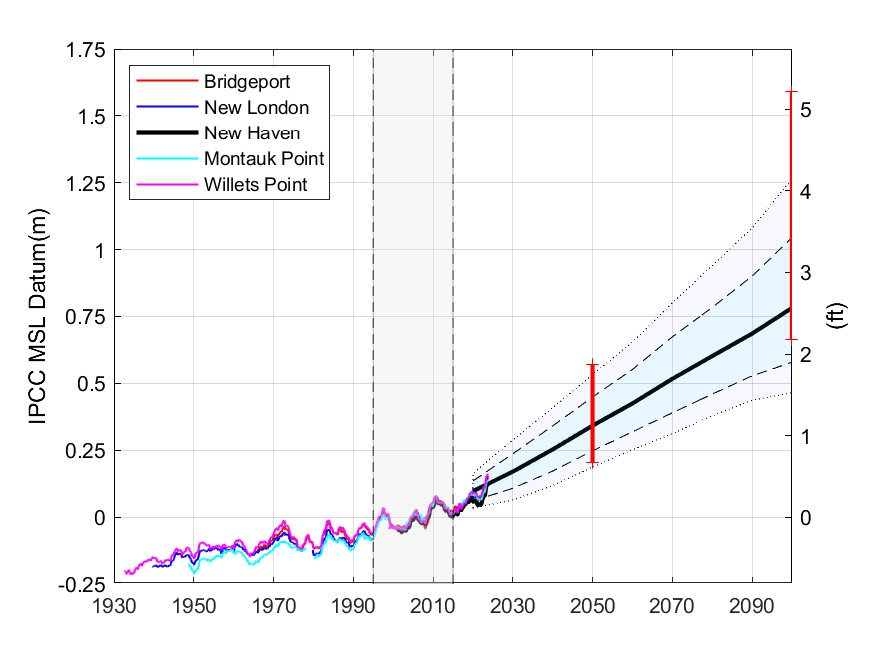 1.75
1.5
1.25
1
0.75
0.5
0.25
0
-0.25
IPCC MSL Datum(m)
Bridgeport
New London
New Haven
Montauk Point
Willets Point
5
4
3
2
1
0
(ft)
1930 1950 1970 1990 2010 2030 2050 2070 2090